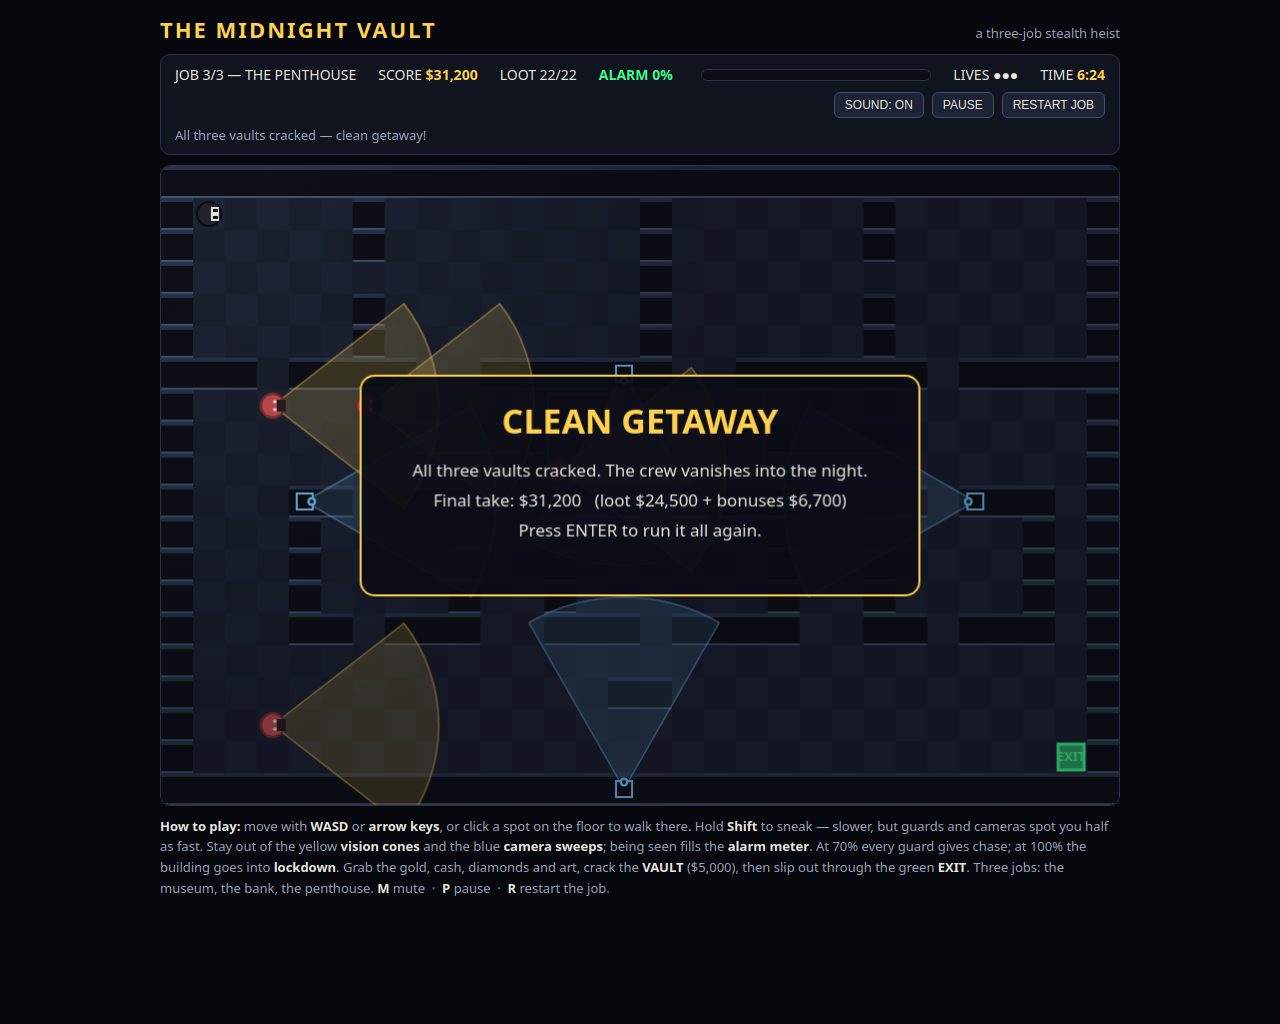 THE MIDNIGHT VAULT
a three-job stealth heist
JOB 3/3 — THE PENTHOUSE SCORE $31,200 LOOT 22/22 ALARM 0% LIVES ●●● TIME 6:24
SOUND: ON PAUSE RESTART JOB
All three vaults cracked — clean getaway!
CLEAN GETAWAY
All three vaults cracked. The crew vanishes into the night.
Final take: $31,200 (loot $24,500 + bonuses $6,700)
Press ENTER to run it all again.
EXIT
How to play: move with WASD or arrow keys, or click a spot on the floor to walk there. Hold Shift to sneak — slower, but guards and cameras spot you half
as fast. Stay out of the yellow vision cones and the blue camera sweeps; being seen fills the alarm meter. At 70% every guard gives chase; at 100% the
building goes into lockdown. Grab the gold, cash, diamonds and art, crack the VAULT ($5,000), then slip out through the green EXIT. Three jobs: the
museum, the bank, the penthouse. M mute · P pause · R restart the job.